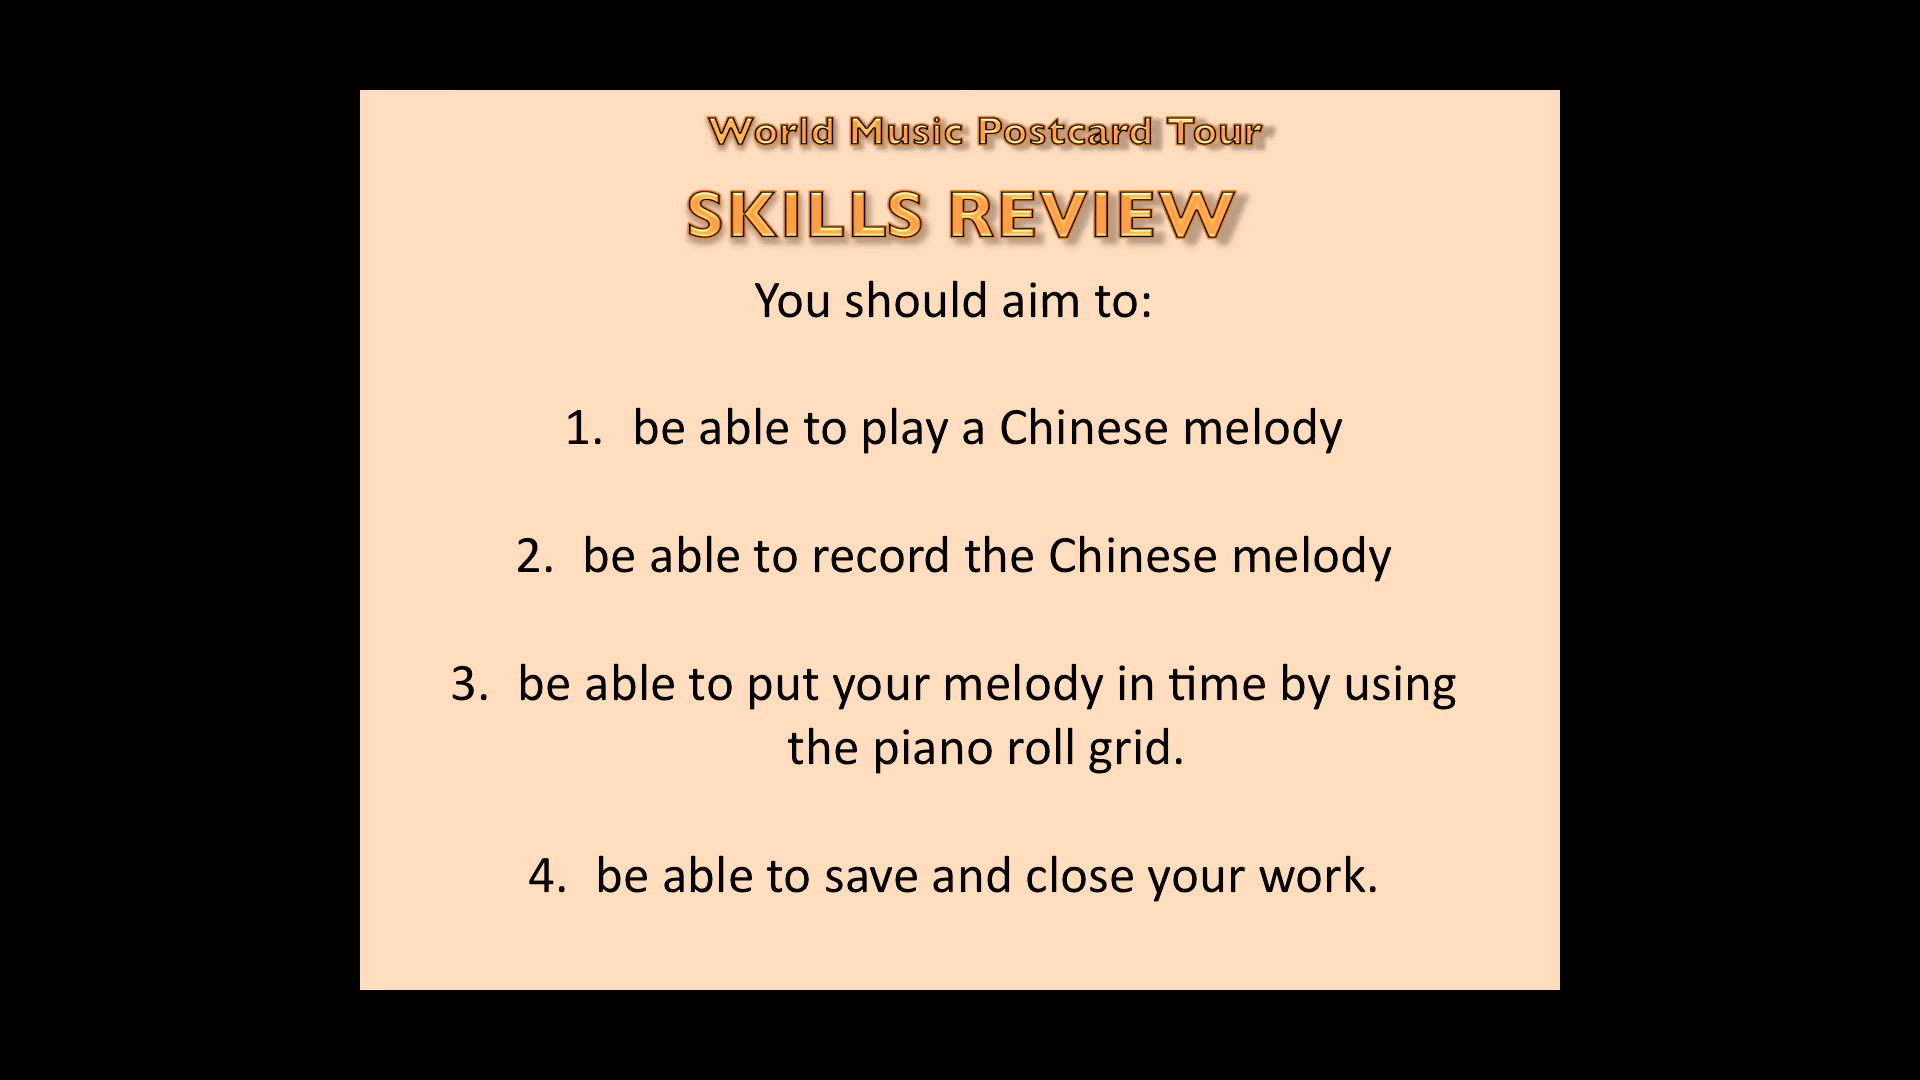 World Music Postcard Tour
SKILLS REVIEW
You should aim to:
1. be able to play a Chinese melody
2. be able to record the Chinese melody
3. be able to put your melody in time by using
the piano roll grid.
4. be able to save and close your work.